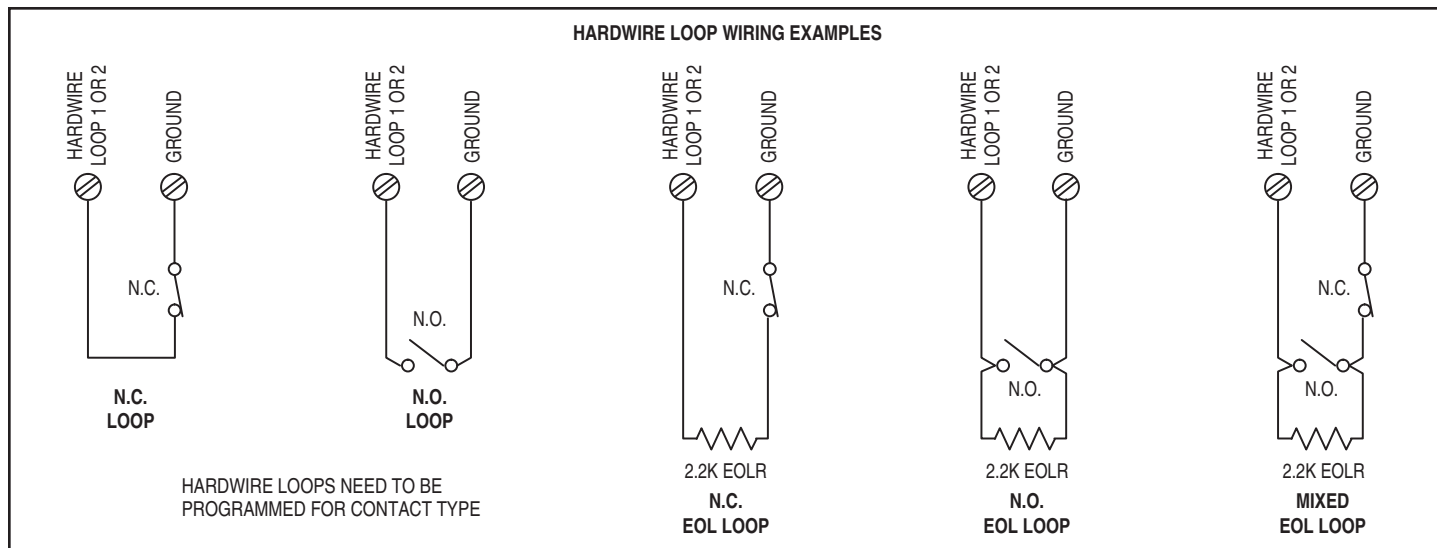 HARDWIRE LOOP WIRING EXAMPLES
HARDWIRE
LOOP 1 OR 2
GROUND
N.C.
N.C.
LOOP
HARDWIRE
LOOP 1 OR 2
GROUND
N.O.
N.O.
LOOP
HARDWIRE LOOPS NEED TO BE
PROGRAMMED FOR CONTACT TYPE
HARDWIRE
LOOP 1 OR 2
GROUND
N.C.
2.2K EOLR
N.C.
EOL LOOP
HARDWIRE
LOOP 1 OR 2
GROUND
N.O.
2.2K EOLR
N.O.
EOL LOOP
HARDWIRE
LOOP 1 OR 2
GROUND
N.C.
N.O.
2.2K EOLR
MIXED
EOL LOOP